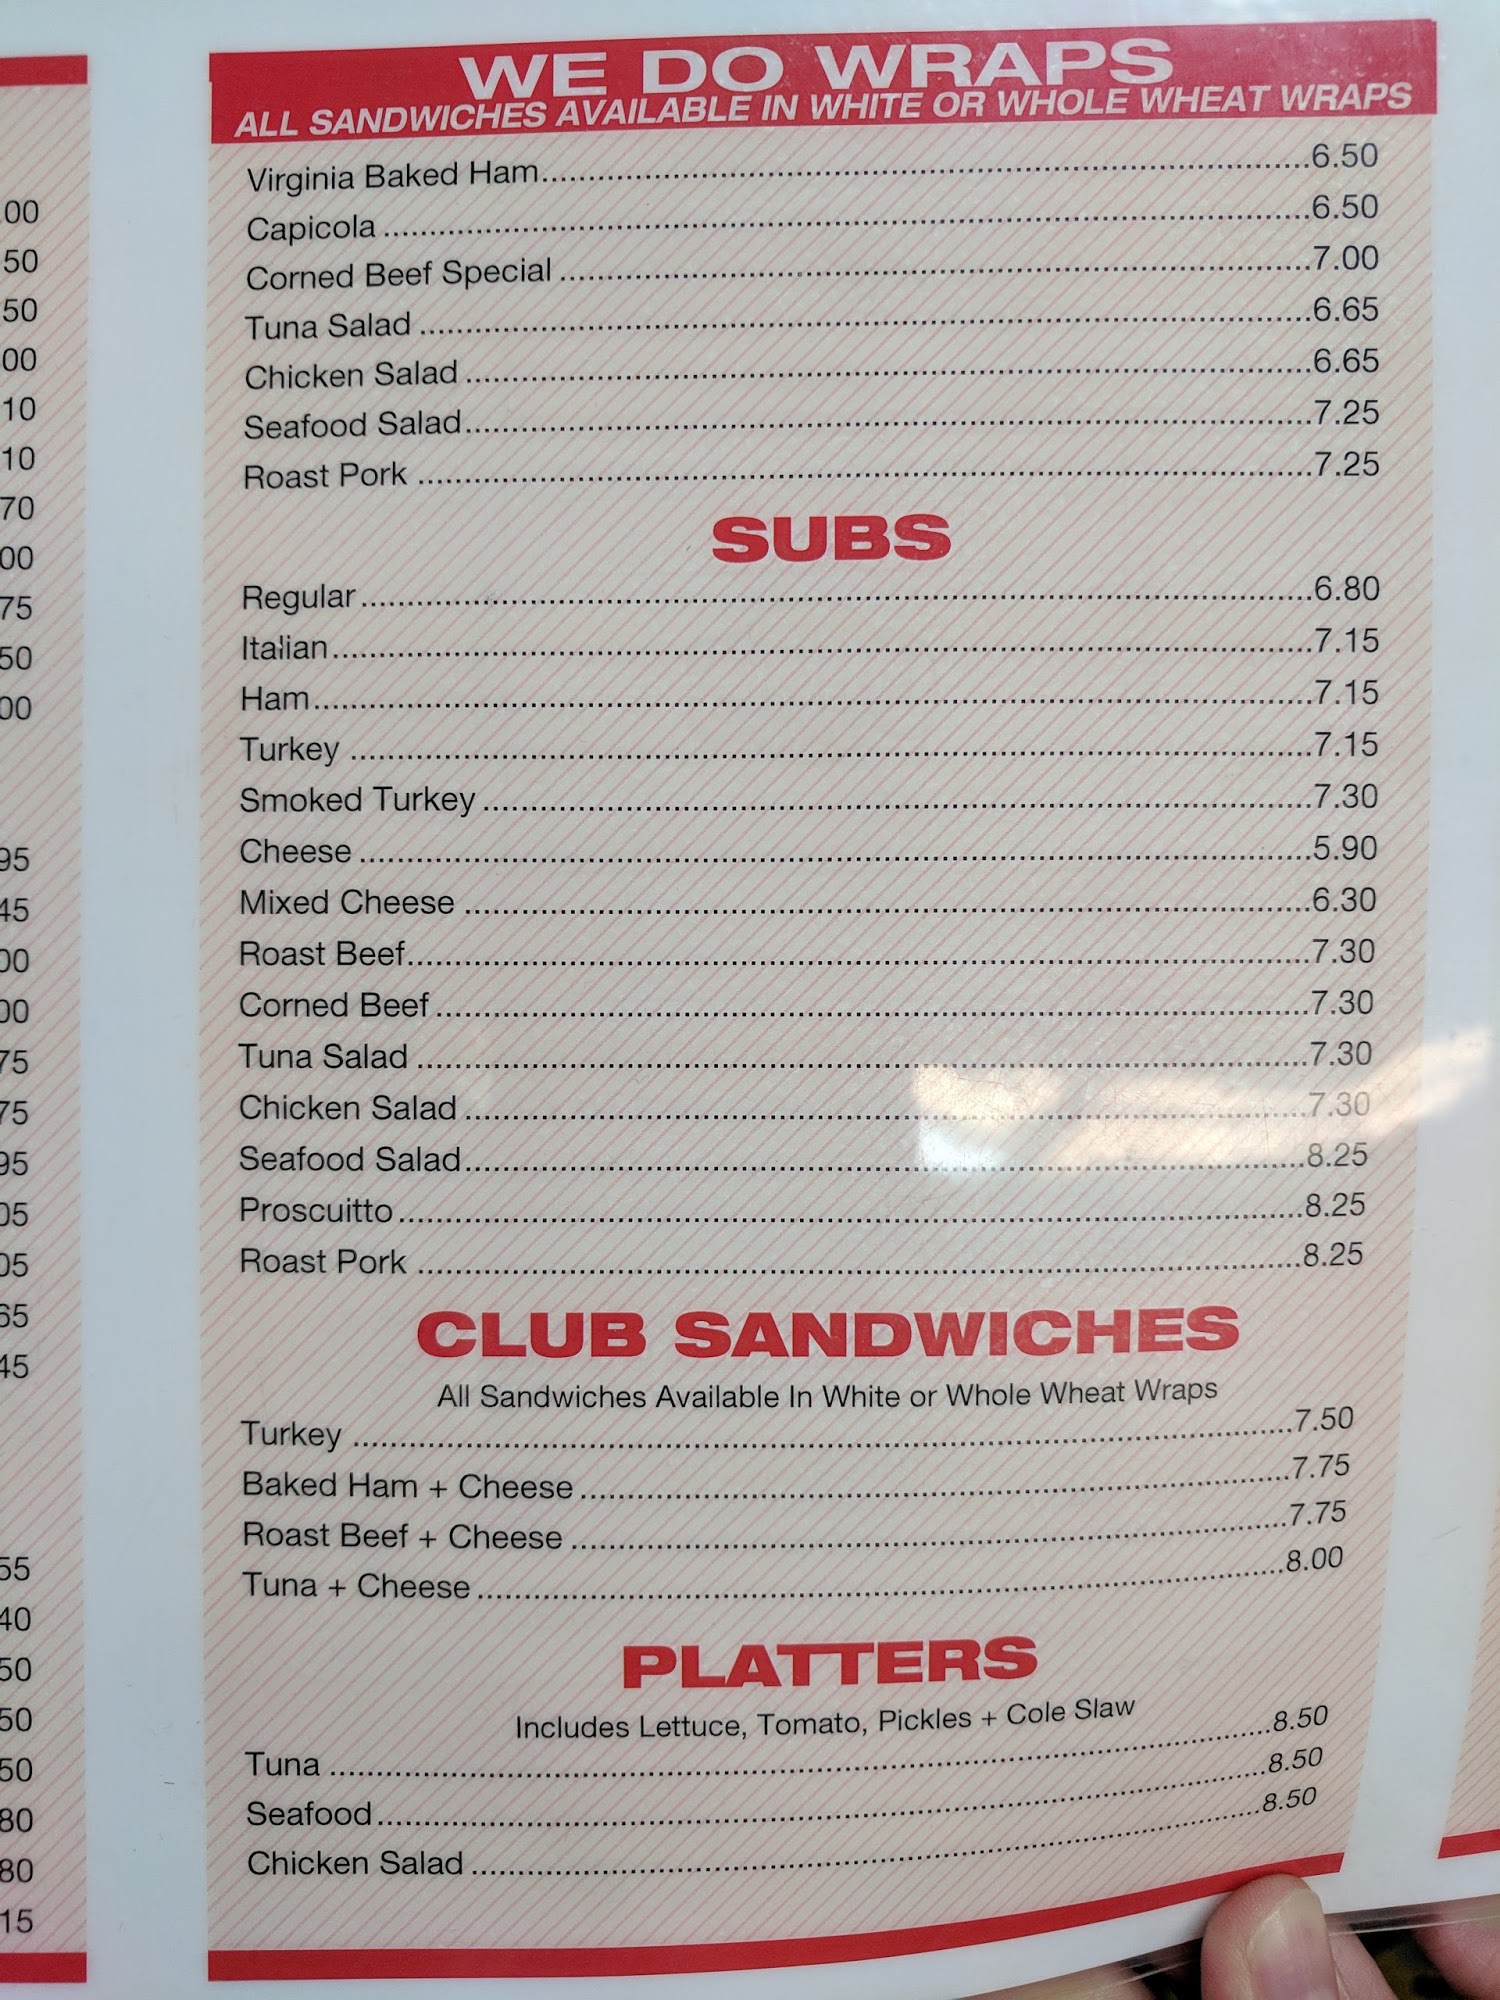 WE DO WRAPS
ALL SANDWICHES AVAILABLE IN WHITE OR WHOLE WHEAT WRAPS
Virginia Baked Ham 6.50
Capicola 6.50
Corned Beef Special 7.00
Tuna Salad 6.65
Chicken Salad 6.65
Seafood Salad 7.25
Roast Pork 7.25
SUBS
Regular 6.80
Italian 7.15
Ham 7.15
Turkey 7.15
Smoked Turkey 7.30
Cheese 5.90
Mixed Cheese 6.30
Roast Beef 7.30
Corned Beef 7.30
Tuna Salad 7.30
Chicken Salad 7.30
Seafood Salad 8.25
Proscuitto 8.25
Roast Pork 8.25
CLUB SANDWICHES
All Sandwiches Available In White or Whole Wheat Wraps
Turkey 7.50
Baked Ham + Cheese 7.75
Roast Beef + Cheese 7.75
Tuna + Cheese 8.00
PLATTERS
Includes Lettuce, Tomato, Pickles + Cole Slaw
Tuna 8.50
Seafood 8.50
Chicken Salad 8.50